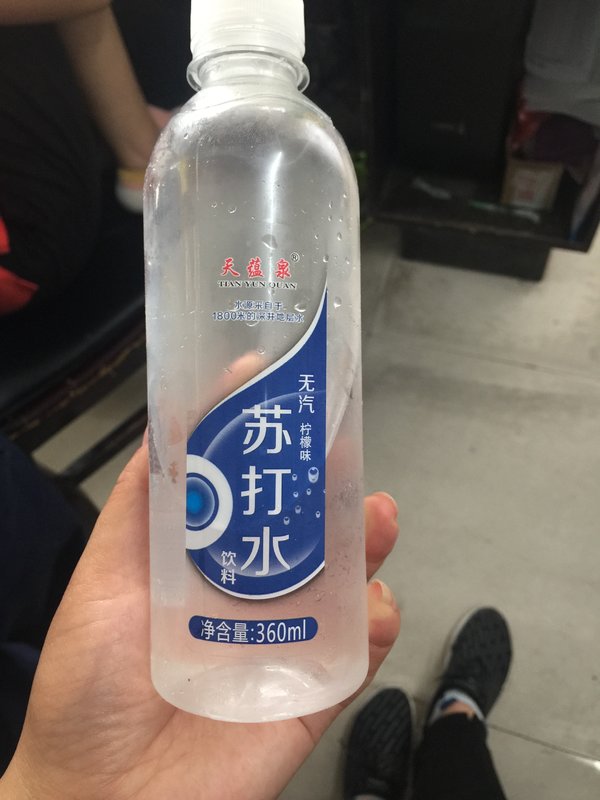 天蕴泉®
TIAN YUN QUAN
水源采自于
1800米的深井地层水
无汽 柠檬味
苏打水
饮料
净含量:360ml